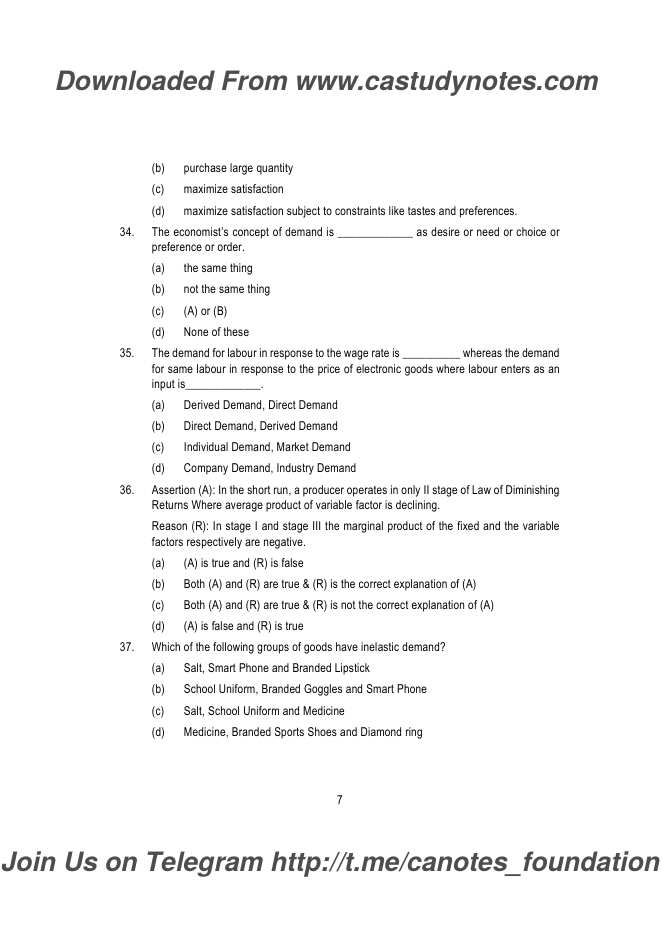 Downloaded From www.castudynotes.com
(b) purchase large quantity
(c) maximize satisfaction
(d) maximize satisfaction subject to constraints like tastes and preferences.
34. The economist's concept of demand is _____________ as desire or need or choice or
preference or order.
(a) the same thing
(b) not the same thing
(c) (A) or (B)
(d) None of these
35. The demand for labour in response to the wage rate is __________ whereas the demand
for same labour in response to the price of electronic goods where labour enters as an
input is_____________.
(a) Derived Demand, Direct Demand
(b) Direct Demand, Derived Demand
(c) Individual Demand, Market Demand
(d) Company Demand, Industry Demand
36. Assertion (A): In the short run, a producer operates in only II stage of Law of Diminishing
Returns Where average product of variable factor is declining.
Reason (R): In stage I and stage III the marginal product of the fixed and the variable
factors respectively are negative.
(a) (A) is true and (R) is false
(b) Both (A) and (R) are true & (R) is the correct explanation of (A)
(c) Both (A) and (R) are true & (R) is not the correct explanation of (A)
(d) (A) is false and (R) is true
37. Which of the following groups of goods have inelastic demand?
(a) Salt, Smart Phone and Branded Lipstick
(b) School Uniform, Branded Goggles and Smart Phone
(c) Salt, School Uniform and Medicine
(d) Medicine, Branded Sports Shoes and Diamond ring
7
Join Us on Telegram http://t.me/canotes_foundation